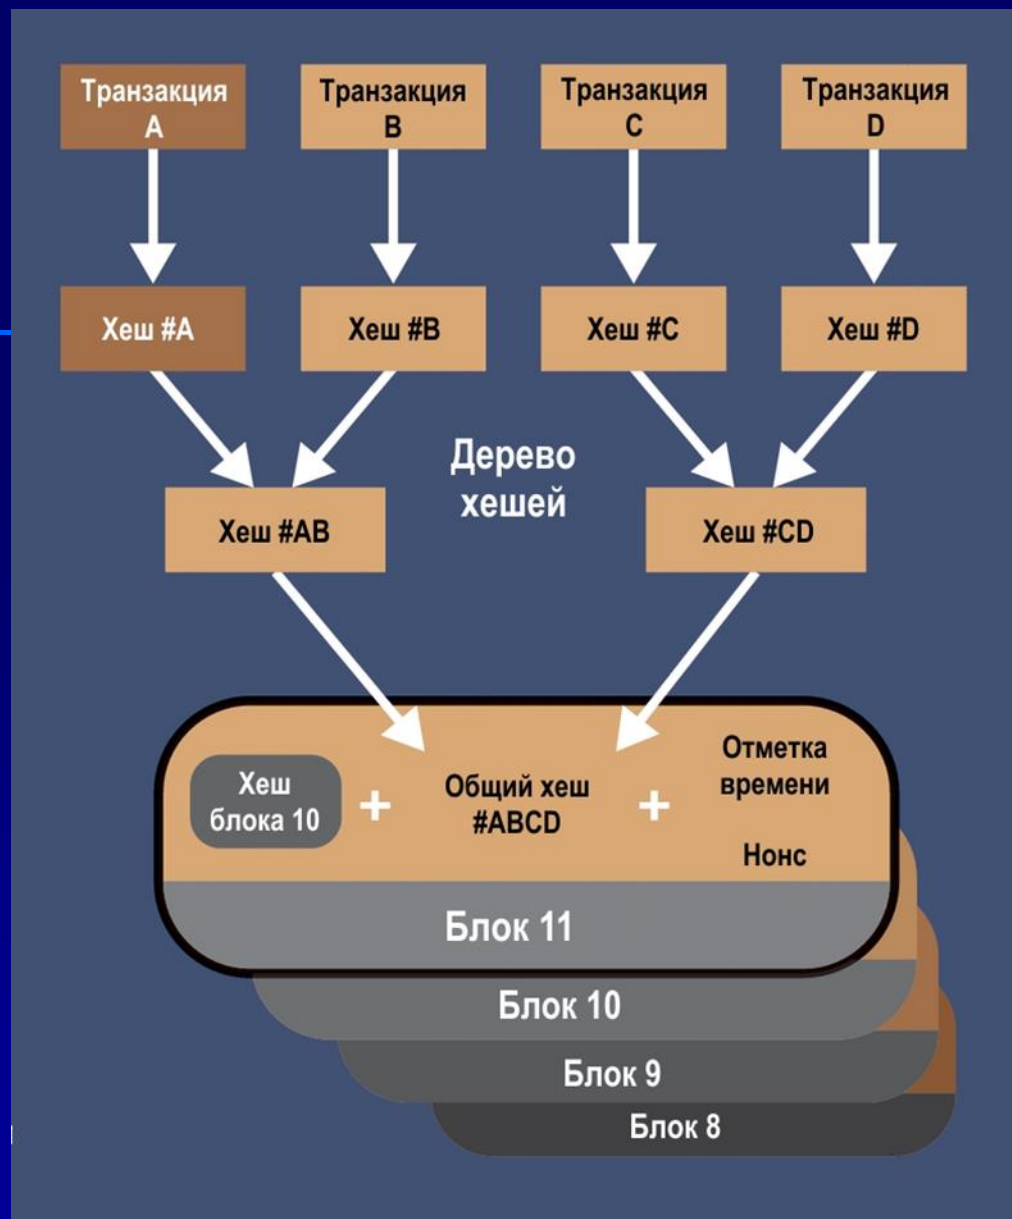 Транзакция
A
Транзакция
B
Транзакция
C
Транзакция
D
Хеш #A
Хеш #B
Хеш #C
Хеш #D
Дерево
хешей
Хеш #AB
Хеш #CD
Хеш
блока 10
+
Общий хеш
#ABCD
+
Отметка
времени
Нонс
Блок 11
Блок 10
Блок 9
Блок 8